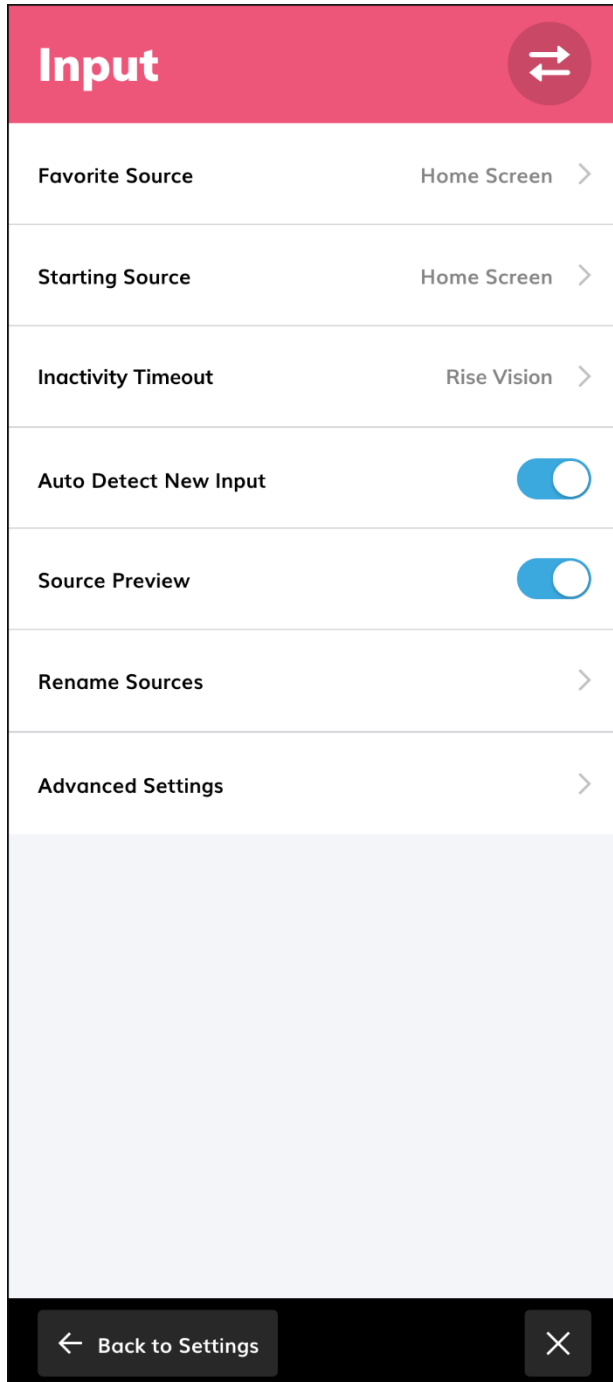 Input
Favorite Source Home Screen
Starting Source Home Screen
Inactivity Timeout Rise Vision
Auto Detect New Input
Source Preview
Rename Sources
Advanced Settings
Back to Settings